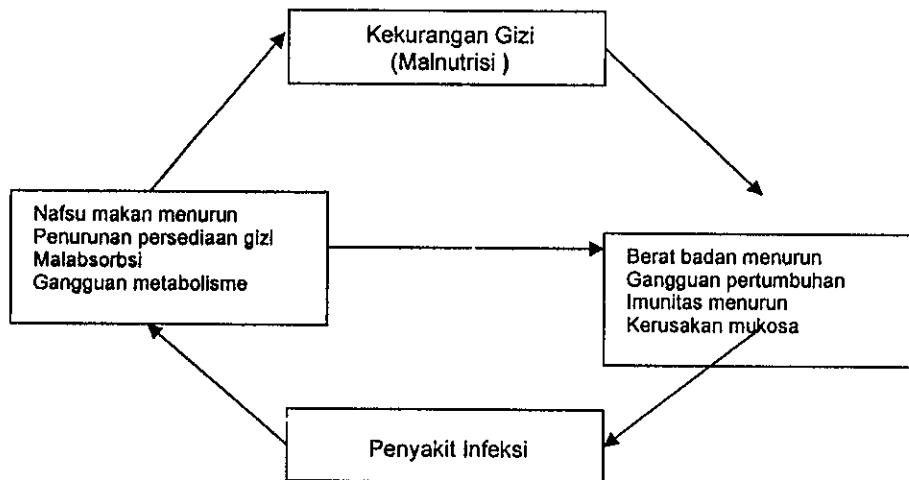 Kekurangan Gizi
(Malnutrisi )
Nafsu makan menurun
Penurunan persediaan gizi
Malabsorbsi
Gangguan metabolisme
Berat badan menurun
Gangguan pertumbuhan
Imunitas menurun
Kerusakan mukosa
Penyakit Infeksi